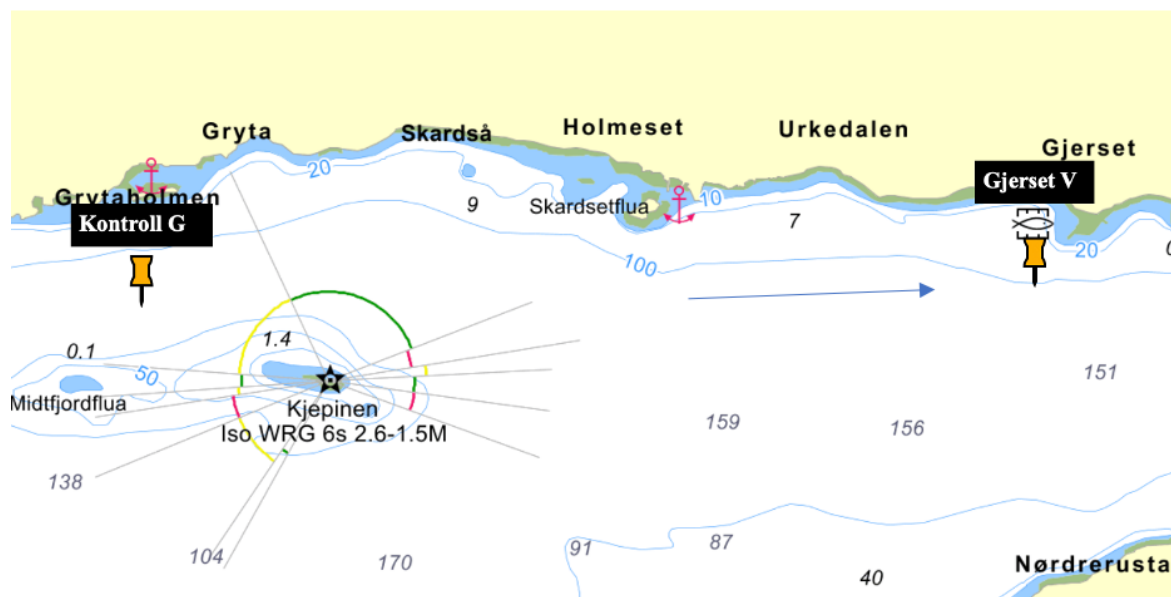 Gryta
Skardså
Holmeset
Urkedalen
Gjerset
Grytaholmen
Kontroll G
20
9
Skardsetflua
10
7
Gjerset V
20
100
0.1
50
1.4
Midtfjordflua
Kjepinen
Iso WRG 6s 2.6-1.5M
151
159
156
138
104
170
91
87
40
Nørdrerusta